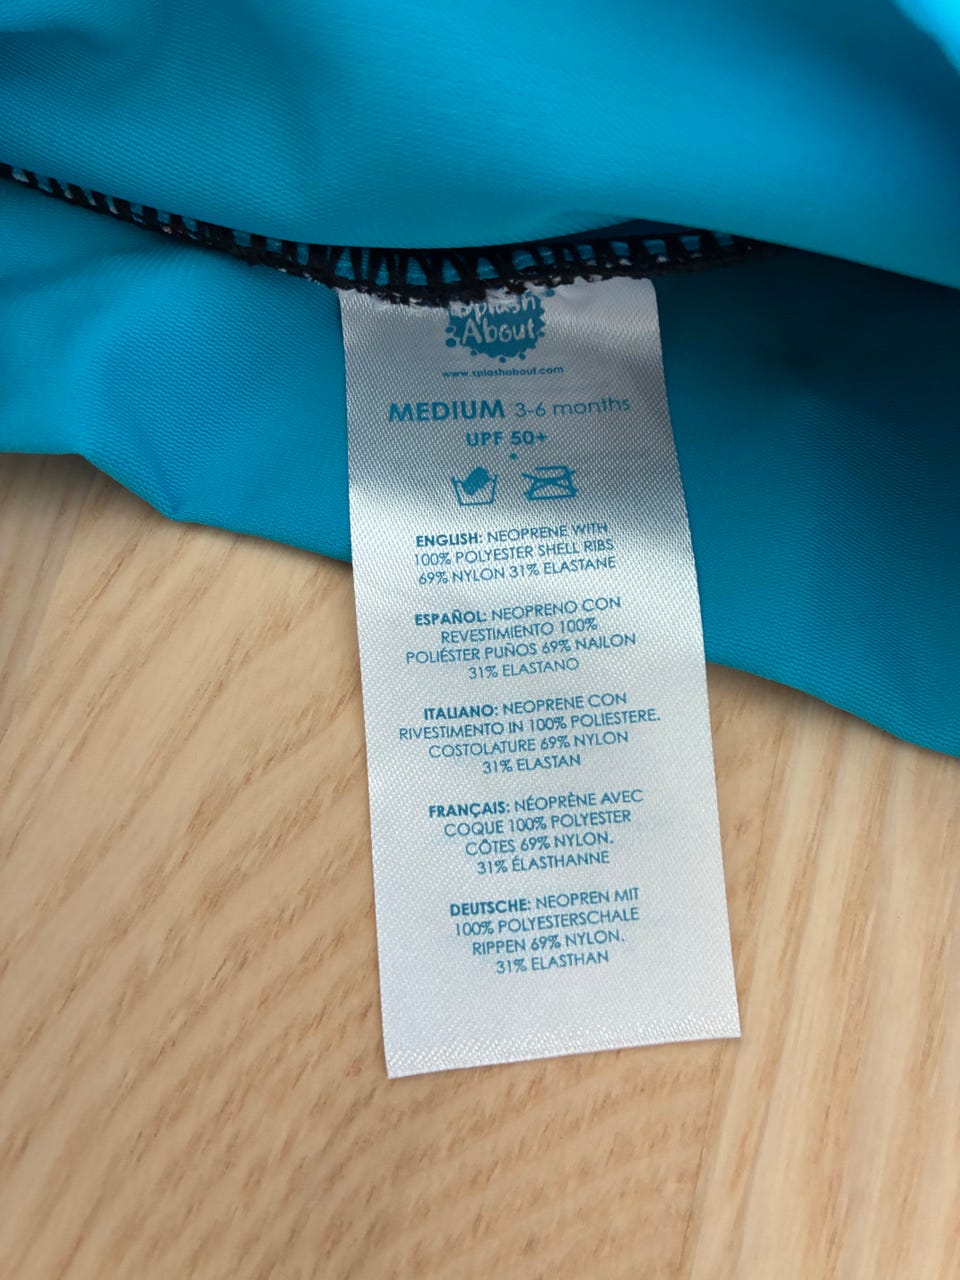 Splash
About
www.splashabout.com
MEDIUM 3-6 months
UPF 50+
ENGLISH: NEOPRENE WITH
100% POLYESTER SHELL RIBS
69% NYLON 31% ELASTANE
ESPAÑOL: NEOPRENO CON
REVESTIMIENTO 100%
POLIÉSTER PUÑOS 69% NAILON
31% ELASTANO
ITALIANO: NEOPRENE CON
RIVESTIMENTO IN 100% POLIESTERE.
COSTOLATURE 69% NYLON
31% ELASTAN
FRANÇAIS: NÉOPRÈNE AVEC
COQUE 100% POLYESTER
CÔTES 69% NYLON.
31% ÉLASTHANNE
DEUTSCHE: NEOPREN MIT
100% POLYESTERSCHALE
RIPPEN 69% NYLON.
31% ELASTHAN